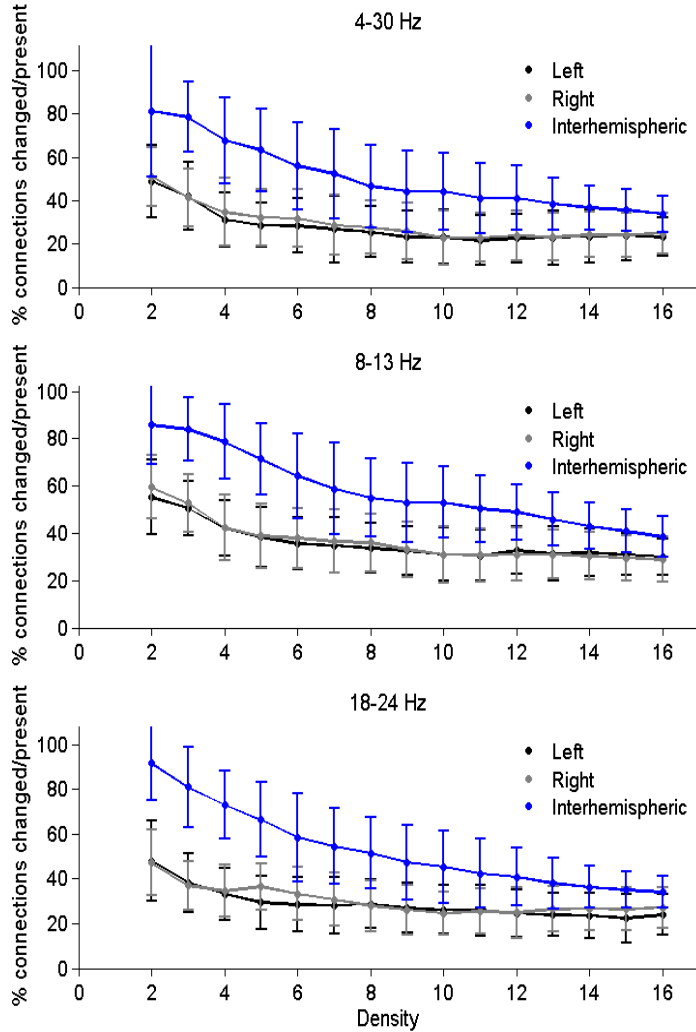 4-30 Hz
% connections changed/present
100
80
60
40
20
0
Left
Right
Interhemispheric
0 2 4 6 8 10 12 14 16
8-13 Hz
% connections changed/present
100
80
60
40
20
0
Left
Right
Interhemispheric
0 2 4 6 8 10 12 14 16
18-24 Hz
% connections changed/present
100
80
60
40
20
0
Left
Right
Interhemispheric
0 2 4 6 8 10 12 14 16
Density